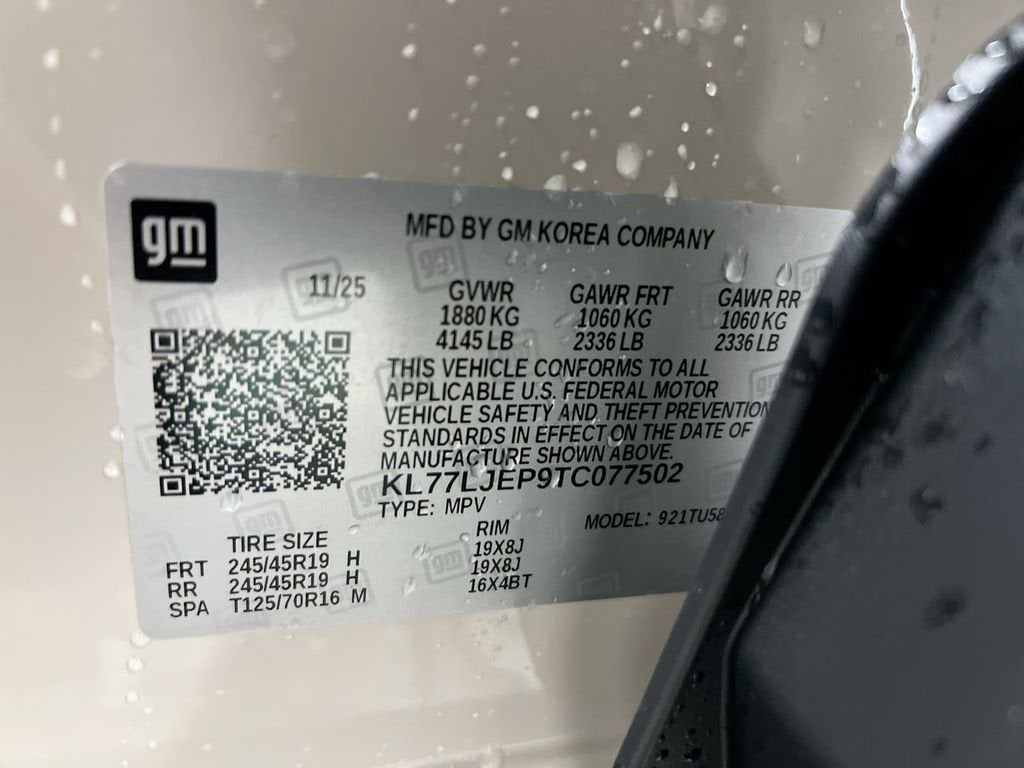 gm
MFD BY GM KOREA COMPANY
11/25
GVWR GAWR FRT GAWR RR
1880 KG 1060 KG 1060 KG
4145 LB 2336 LB 2336 LB
THIS VEHICLE CONFORMS TO ALL
APPLICABLE U.S. FEDERAL MOTOR
VEHICLE SAFETY AND THEFT PREVENTION
STANDARDS IN EFFECT ON THE DATE OF
MANUFACTURE SHOWN ABOVE.
KL77LJEP9TC077502
TYPE: MPV
MODEL: 921TU58
TIRE SIZE RIM
FRT 245/45R19 H 19X8J
RR 245/45R19 H 19X8J
SPA T125/70R16 M 16X4BT